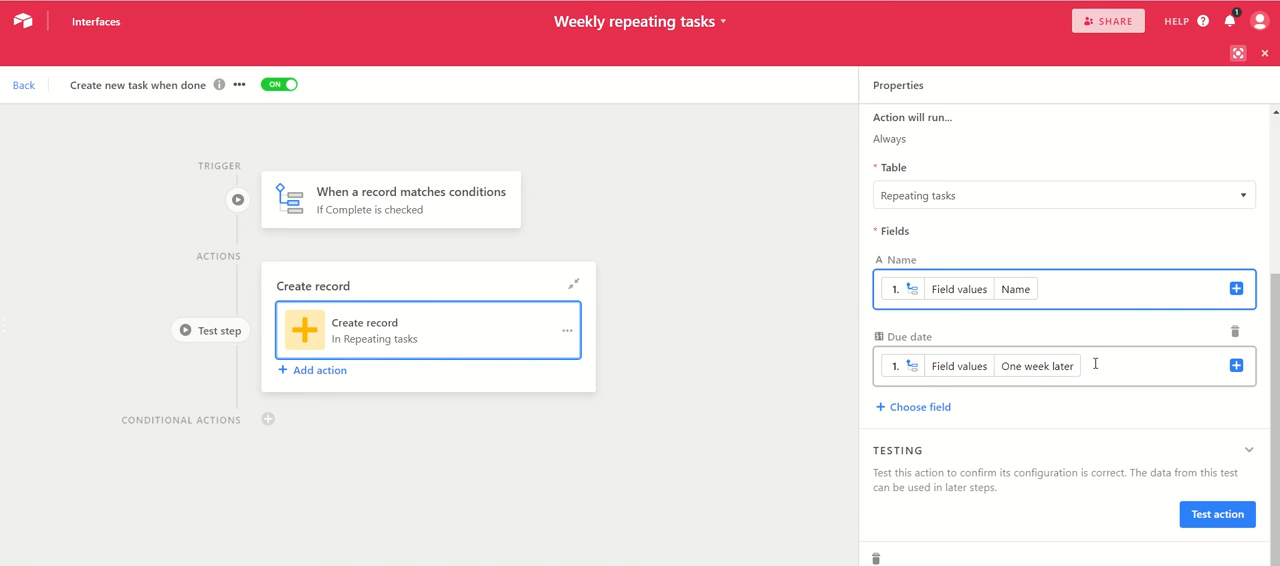 Interfaces
Weekly repeating tasks
SHARE
HELP ?
1
Back
Create new task when done
ON
Properties
TRIGGER
When a record matches conditions
If Complete is checked
ACTIONS
Create record
Create record
In Repeating tasks
Test step
+ Add action
CONDITIONAL ACTIONS
Action will run...
Always
* Table
Repeating tasks
* Fields
A Name
1. Field values Name
Due date
1. Field values One week later
+ Choose field
TESTING
Test this action to confirm its configuration is correct. The data from this test
can be used in later steps.
Test action